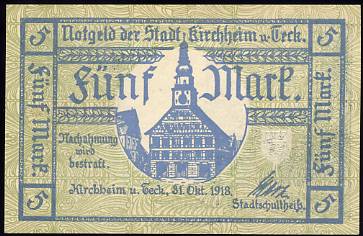 5 Notgeld der Stadt Kirchheim u. Teck. 5
Fünf Mark.
Fünf Mark.
Fünf Mark.
Nachahmung
wird
bestraft.
Kirchheim u. Teck, 31. Okt. 1918.
Stadtschultheiß.
5 5